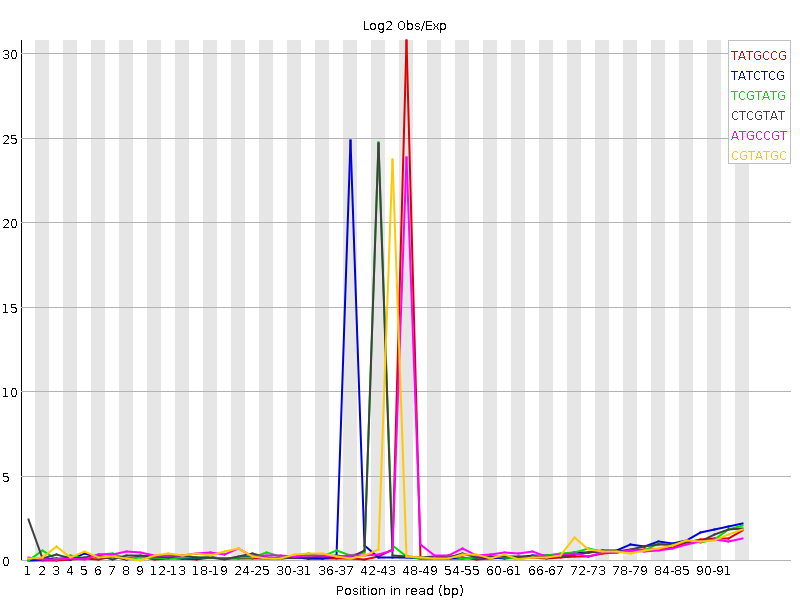 Log2 Obs/Exp
30
25
20
15
10
5
0
TATGCCG
TATCTCG
TCGTATG
CTCGTAT
ATGCCGT
CGTATGC
1 2 3 4 5 6 7 8 9 12-13 18-19 24-25 30-31 36-37 42-43 48-49 54-55 60-61 66-67 72-73 78-79 84-85 90-91
Position in read (bp)